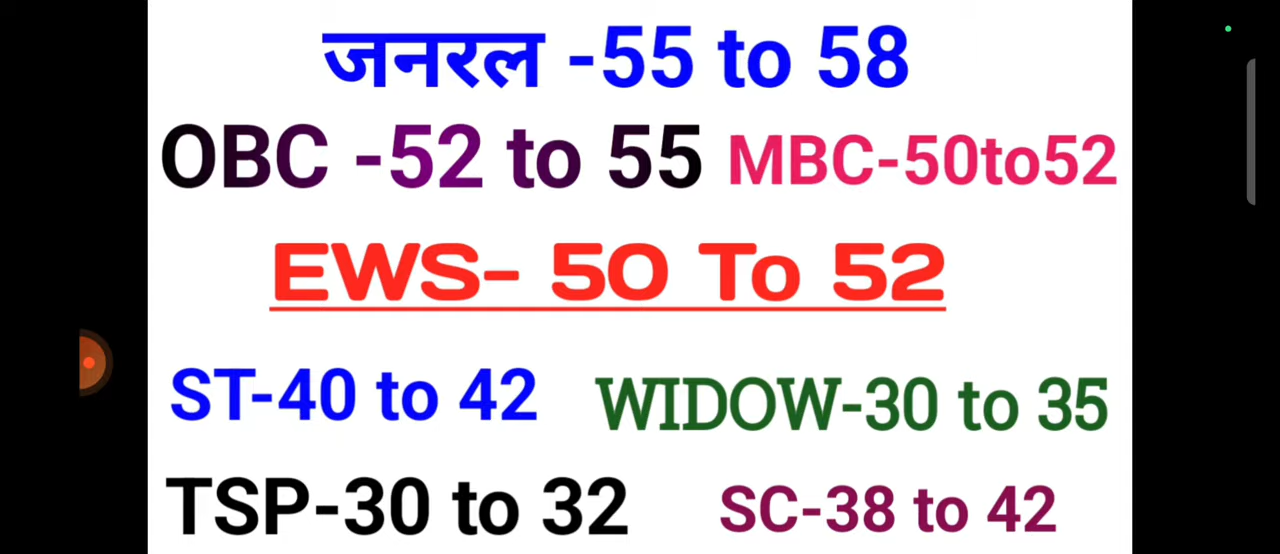 जनरल -55 to 58
OBC -52 to 55 MBC-50to52
EWS- 50 To 52
ST-40 to 42 WIDOW-30 to 35
TSP-30 to 32 SC-38 to 42